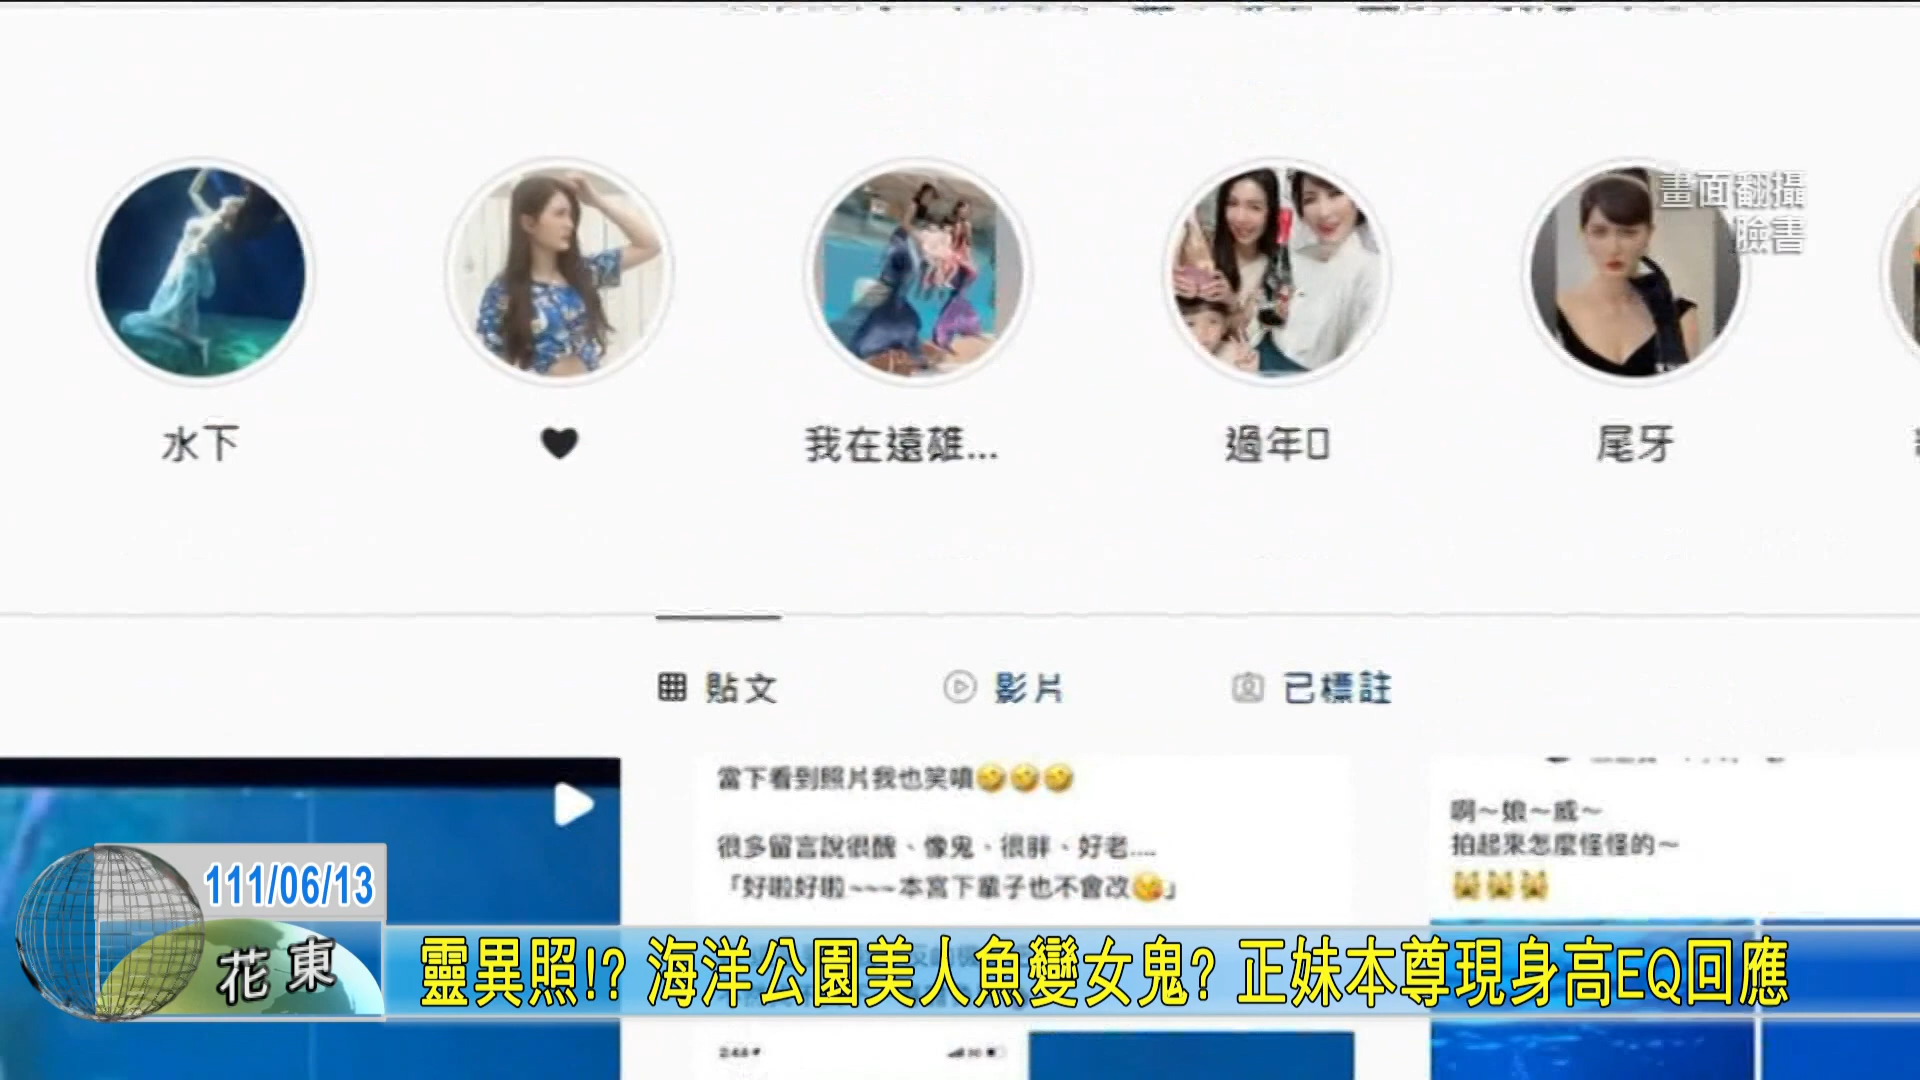 畫面翻攝
臉書
水下
我在遠雄...
過年
尾牙
貼文
影片
已標註
當下看到照片我也笑噴🤣🤣🤣
很多留言說很醜、像鬼、很胖、好老....
「好啦好啦~~~本宮下輩子也不會改😘」
啊～娘～威～
拍起來怎麼怪怪的～
111/06/13
花東
靈異照!? 海洋公園美人魚變女鬼? 正妹本尊現身高EQ回應